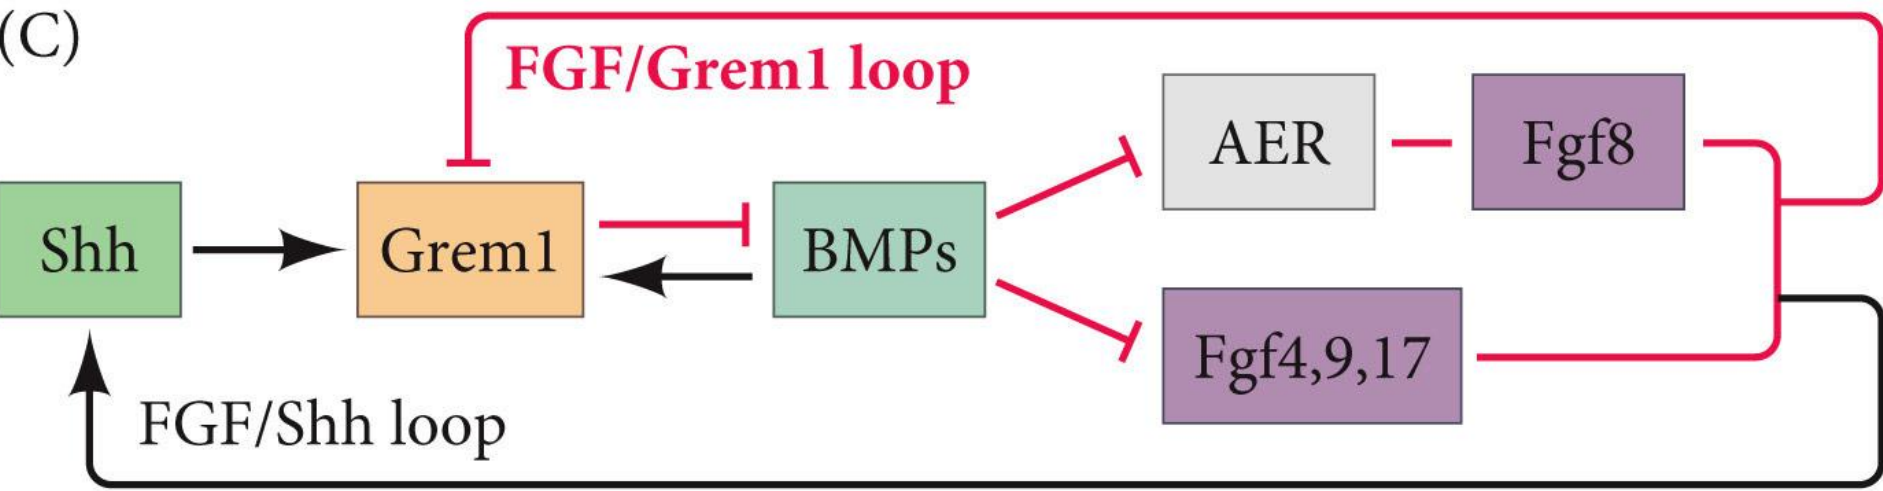 (C)
FGF/Grem1 loop
AER
Fgf8
Shh
Grem1
BMPs
Fgf4,9,17
FGF/Shh loop